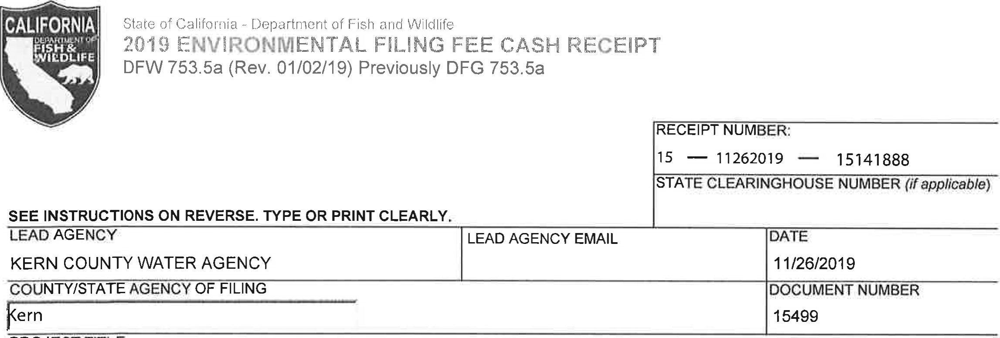 CALIFORNIA
DEPARTMENT OF
FISH &
WILDLIFE
State of California - Department of Fish and Wildlife
2019 ENVIRONMENTAL FILING FEE CASH RECEIPT
DFW 753.5a (Rev. 01/02/19) Previously DFG 753.5a
RECEIPT NUMBER:
15 — 11262019 — 15141888
STATE CLEARINGHOUSE NUMBER (if applicable)
SEE INSTRUCTIONS ON REVERSE. TYPE OR PRINT CLEARLY.
LEAD AGENCY
KERN COUNTY WATER AGENCY
LEAD AGENCY EMAIL
DATE
11/26/2019
COUNTY/STATE AGENCY OF FILING
Kern
DOCUMENT NUMBER
15499